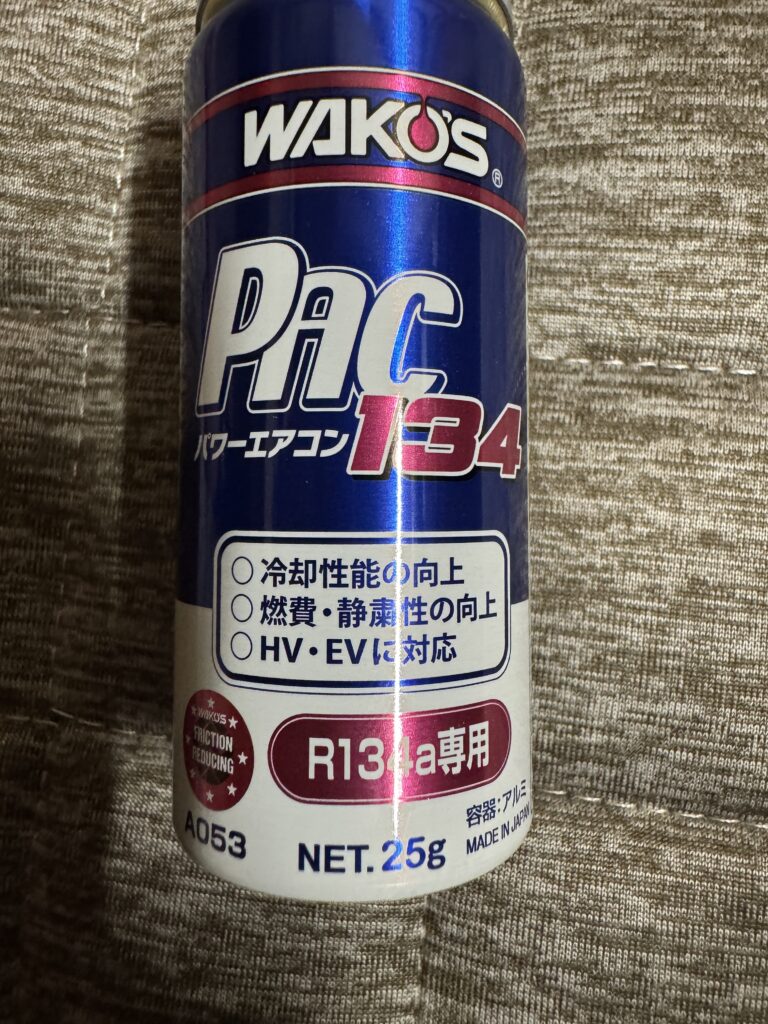 WAKO'S®
PAC
パワーエアコン 134
○ 冷却性能の向上
○ 燃費・静粛性の向上
○ HV・EVに対応
WAKO'S
FRICTION
REDUCING
R134a専用
容器:アルミ
MADE IN JAPAN
A053
NET. 25g